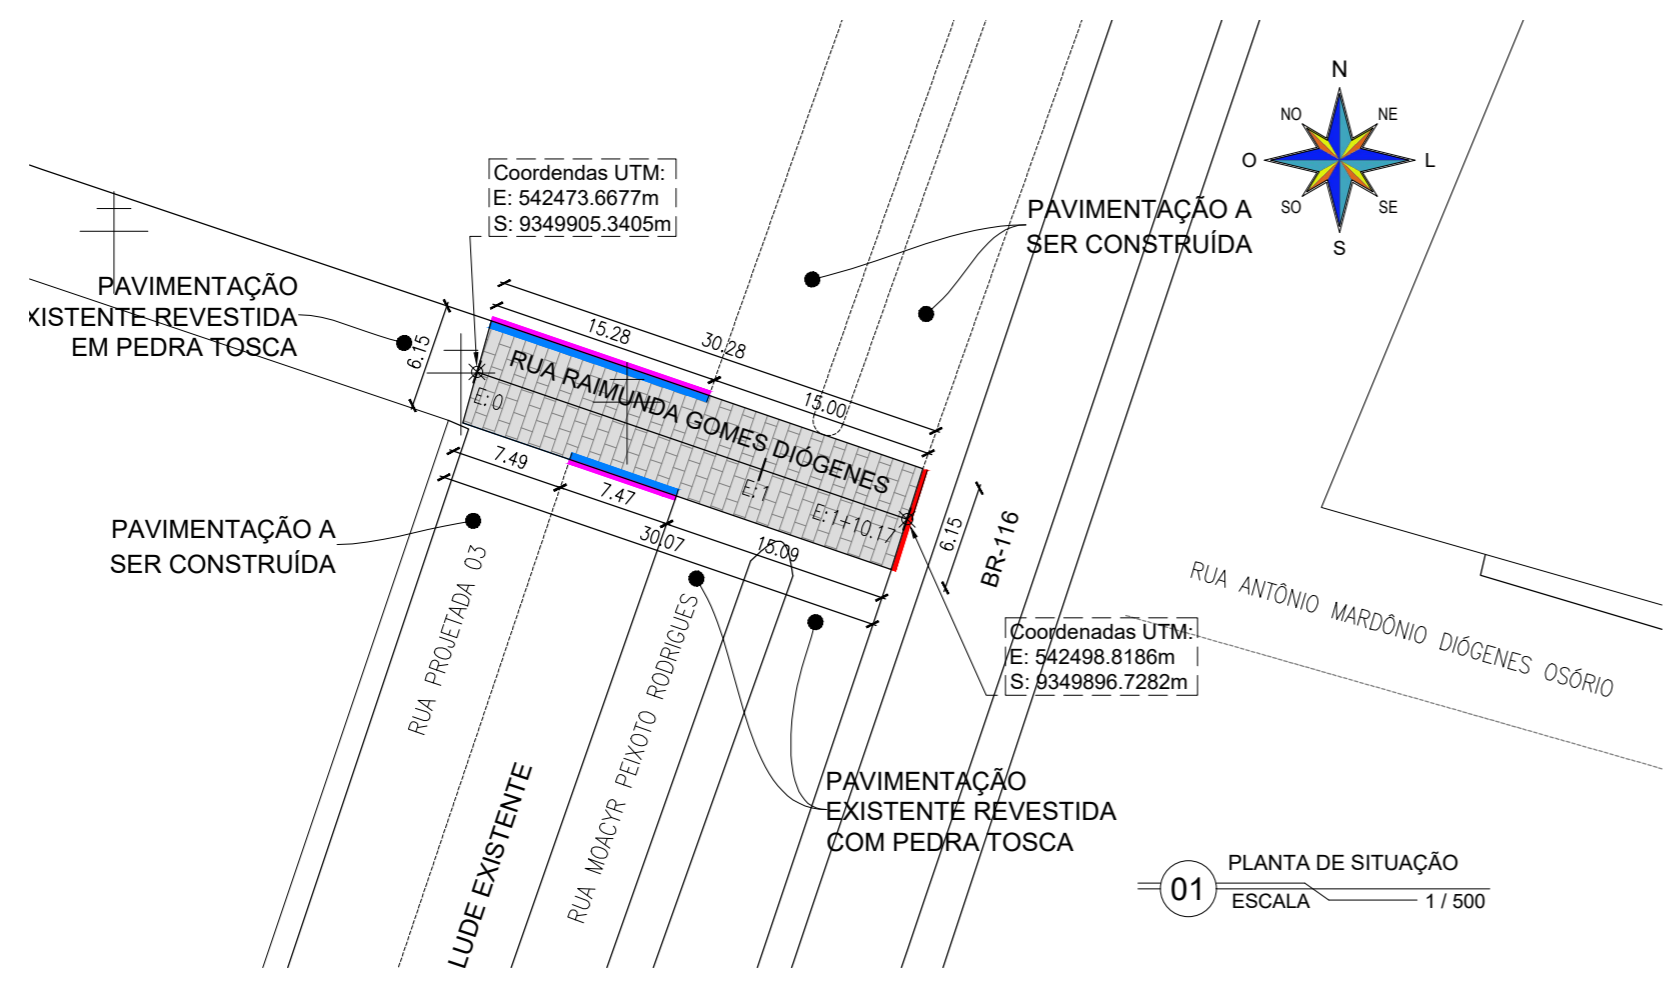 N
NO
NE
O
L
SO
SE
S
Coordendas UTM:
E: 542473.6677m
S: 9349905.3405m
PAVIMENTAÇÃO A
SER CONSTRUÍDA
PAVIMENTAÇÃO
XISTENTE REVESTIDA
EM PEDRA TOSCA
6.15
15.28
30.28
15.00
RUA RAIMUNDA GOMES DIÓGENES
E:0
E:1
E:1+10.17
7.49
7.47
30.07
15.09
6.15
BR-116
PAVIMENTAÇÃO A
SER CONSTRUÍDA
RUA PROJETADA 03
RUA MOACYR PEIXOTO RODRIGUES
LUDE EXISTENTE
RUA ANTÔNIO MARDÔNIO DIÓGENES OSÓRIO
Coordenadas UTM:
E: 542498.8186m
S: 9349896.7282m
PAVIMENTAÇÃO
EXISTENTE REVESTIDA
COM PEDRA TOSCA
01
PLANTA DE SITUAÇÃO
ESCALA
1 / 500